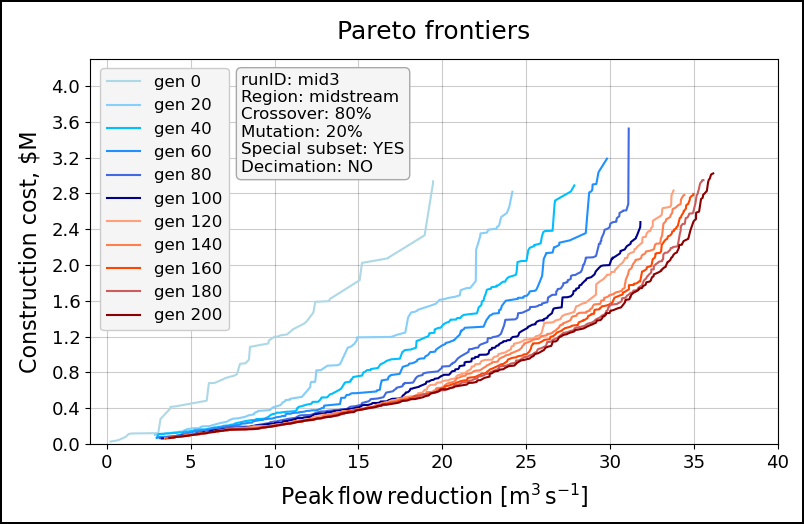 Pareto frontiers
Construction cost, $M
4.0
3.6
3.2
2.8
2.4
2.0
1.6
1.2
0.8
0.4
0.0
gen 0
gen 20
gen 40
gen 60
gen 80
gen 100
gen 120
gen 140
gen 160
gen 180
gen 200
runID: mid3
Region: midstream
Crossover: 80%
Mutation: 20%
Special subset: YES
Decimation: NO
0 5 10 15 20 25 30 35 40
Peak flow reduction [m³ s⁻¹]